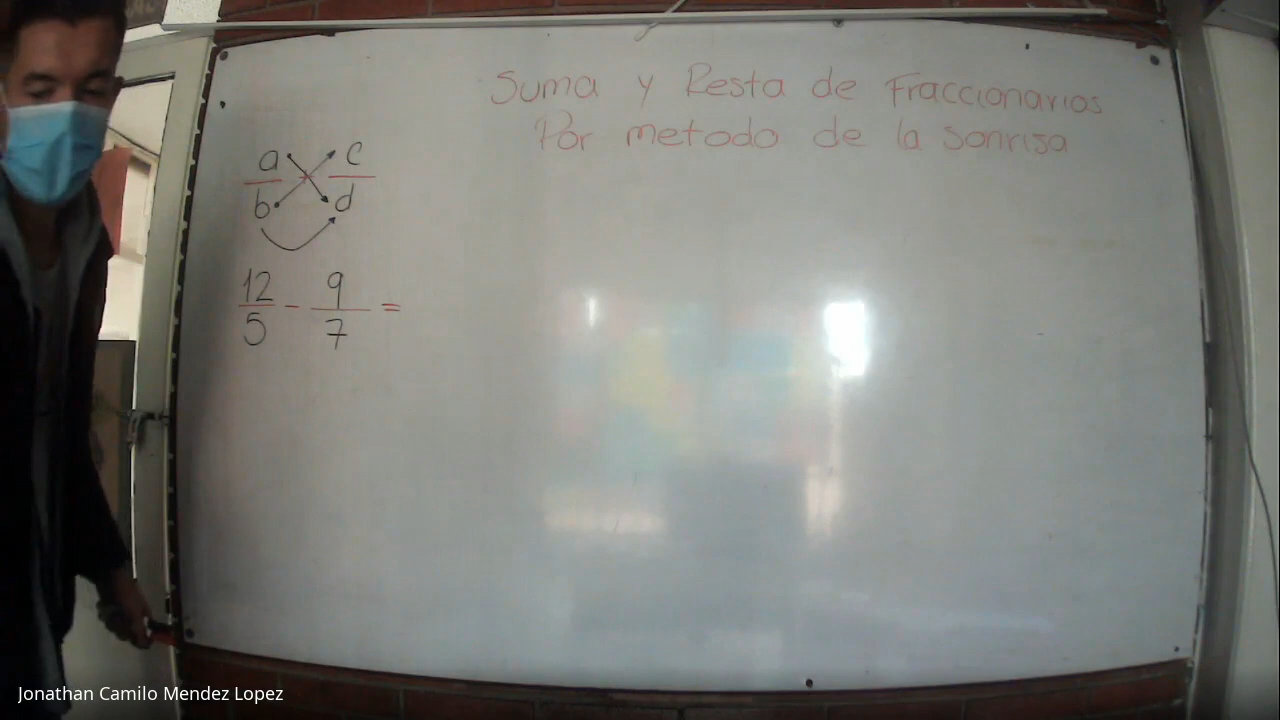 Suma y Resta de Fraccionarios
Por metodo de la Sonrisa
a c
b d
12 - 9 =
5 7
Jonathan Camilo Mendez Lopez